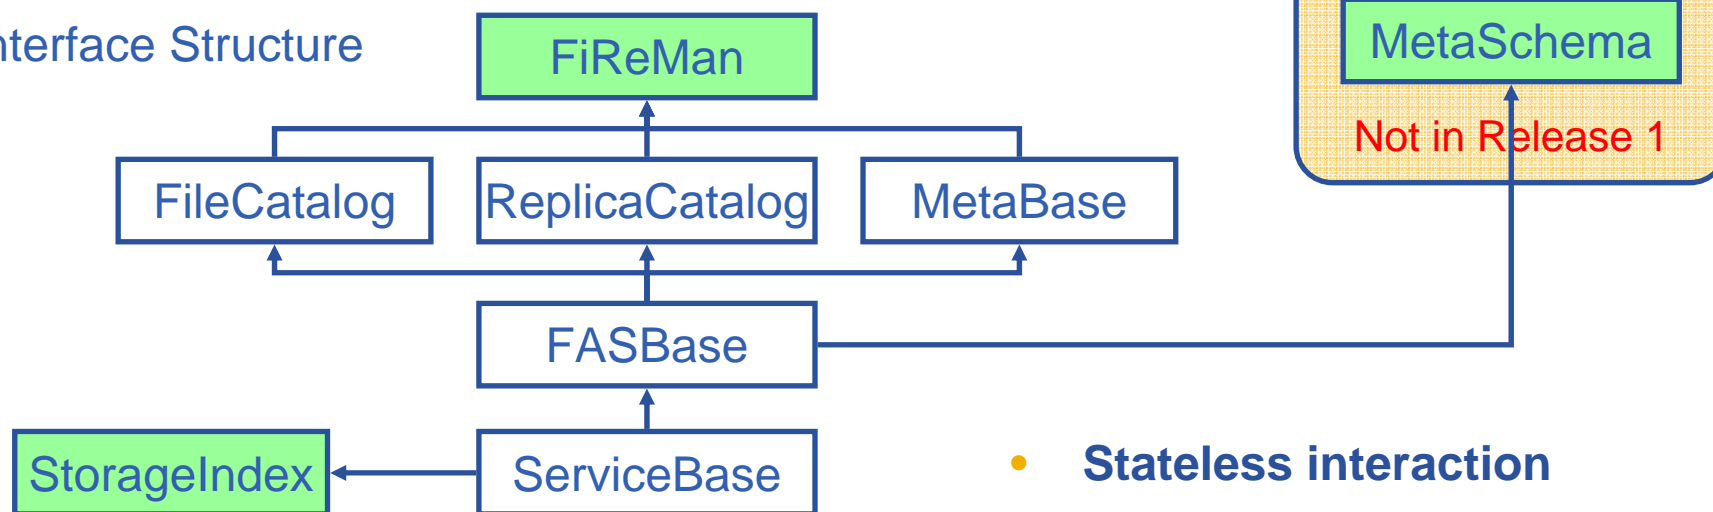 nterface Structure
FiReMan
MetaSchema
Not in Release 1
FileCatalog
ReplicaCatalog
MetaBase
FASBase
StorageIndex
ServiceBase
• Stateless interaction